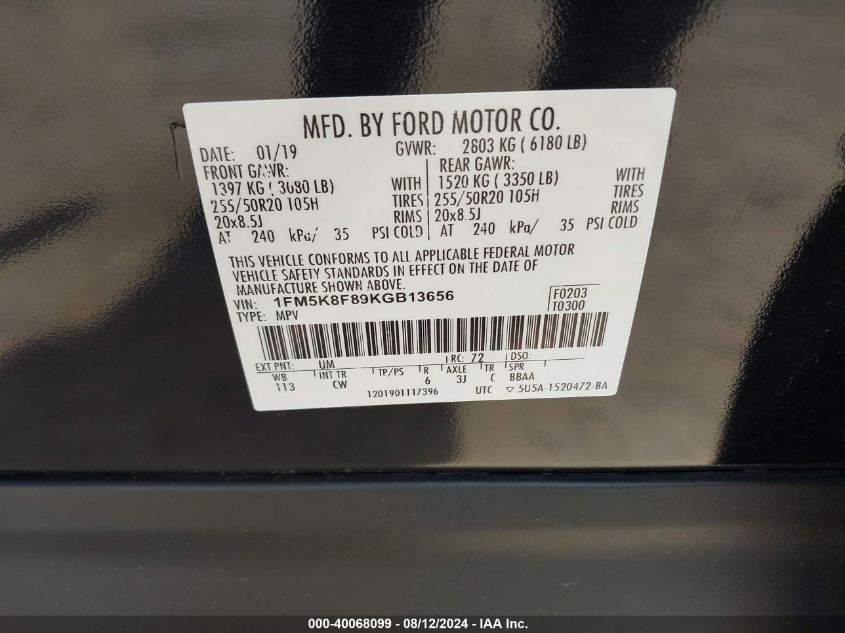 MFD. BY FORD MOTOR CO.
DATE: 01/19 GVWR: 2803 KG ( 6180 LB)
FRONT GAWR: REAR GAWR:
1397 KG ( 3080 LB) WITH 1520 KG ( 3350 LB) WITH
255/50R20 105H TIRES 255/50R20 105H TIRES
20x8.5J RIMS 20x8.5J RIMS
AT 240 kPa/ 35 PSI COLD AT 240 kPa/ 35 PSI COLD
THIS VEHICLE CONFORMS TO ALL APPLICABLE FEDERAL MOTOR
VEHICLE SAFETY STANDARDS IN EFFECT ON THE DATE OF
MANUFACTURE SHOWN ABOVE.
VIN: 1FM5K8F89KGB13656 F0203
TYPE: MPV T0300
EXT PNT: UM RC: 72 DSO:
WB INT TR TP/PS R AXLE TR SPR
113 CW 6 3J C BBAA
1201901117396 UTC ▽ 5U5A-1520472-BA
000-40068099 - 08/12/2024 - IAA Inc.